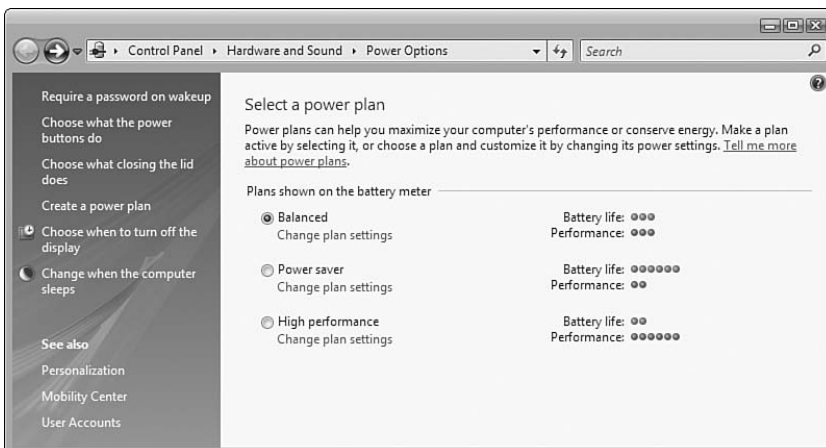 Control Panel
Hardware and Sound
Power Options
Search
Require a password on wakeup
Choose what the power
buttons do
Choose what closing the lid
does
Create a power plan
Choose when to turn off the
display
Change when the computer
sleeps
See also
Personalization
Mobility Center
User Accounts
Select a power plan
Power plans can help you maximize your computer's performance or conserve energy. Make a plan
active by selecting it, or choose a plan and customize it by changing its power settings. Tell me more
about power plans.
Plans shown on the battery meter
Balanced Battery life:
Change plan settings Performance:
Power saver Battery life:
Change plan settings Performance:
High performance Battery life:
Change plan settings Performance: